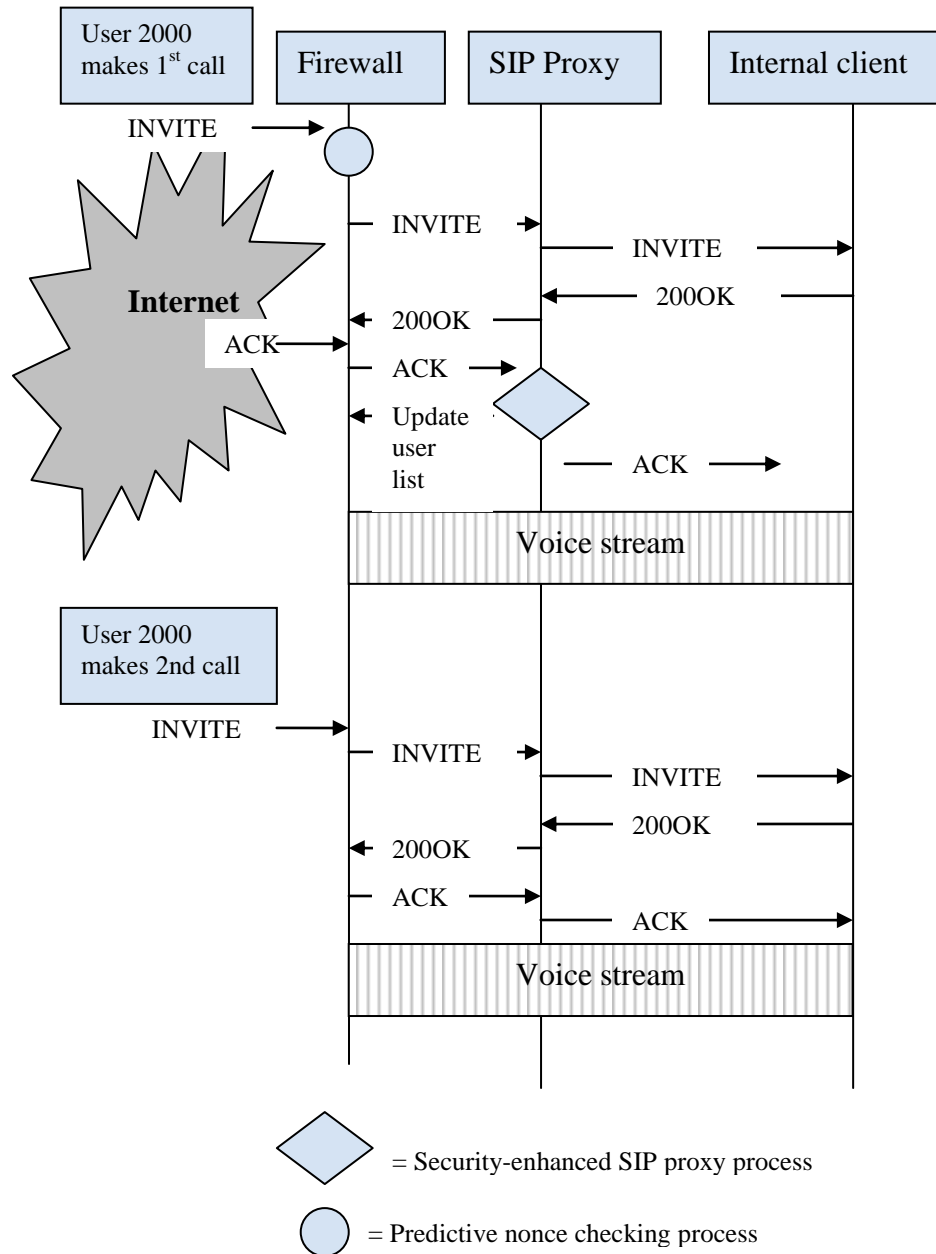 User 2000
makes 1st call
Firewall
SIP Proxy
Internal client
INVITE
INVITE
INVITE
Internet
200OK
200OK
ACK
ACK
Update
user
list
ACK
Voice stream
User 2000
makes 2nd call
INVITE
INVITE
INVITE
200OK
200OK
ACK
ACK
Voice stream
= Security-enhanced SIP proxy process
= Predictive nonce checking process